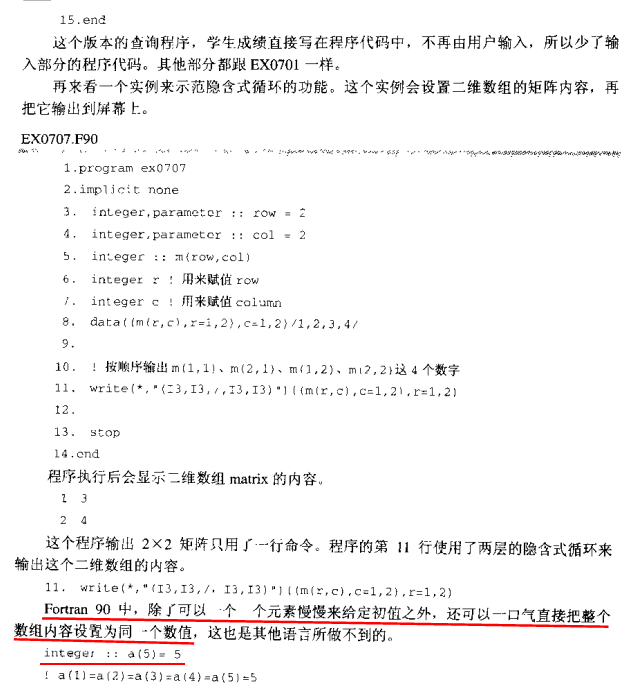 15.end
这个版本的查询程序，学生成绩直接写在程序代码中，不再由用户输入，所以少了输
入部分的程序代码。其他部分都跟 EX0701 一样。
再来看一个实例来示范隐含式循环的功能。这个实例会设置二维数组的矩阵内容，再
把它输出到屏幕上。
EX0707.F90
1.program ex0707
2.implicit none
3. integer,parameter :: row = 2
4. integer,parameter :: col = 2
5. integer :: m(row,col)
6. integer r ! 用来赋值 row
7. integer c ! 用来赋值 column
8. data((m(r,c),r=1,2),c=1,2)/1,2,3,4/
9.
10. ! 按顺序输出 m(1,1)、m(2,1)、m(1,2)、m(2,2)这 4 个数字
11. write(*,"(I3,I3,/,I3,I3)")((m(r,c),c=1,2),r=1,2)
12.
13. stop
14.end
程序执行后会显示二维数组 matrix 的内容。
1 3
2 4
这个程序输出 2×2 矩阵只用了一行命令。程序的第 11 行使用了两层的隐含式循环来
输出这个二维数组的内容。
11. write(*,"(I3,I3,/, I3,I3)")((m(r,c),c=1,2),r=1,2)
Fortran 90 中，除了可以一个 个元素慢慢来给定初值之外，还可以一口气直接把整个
数组内容设置为同一个数值，这也是其他语言所做不到的。
integer :: a(5)= 5
! a(1)=a(2)=a(3)=a(4)=a(5)=5